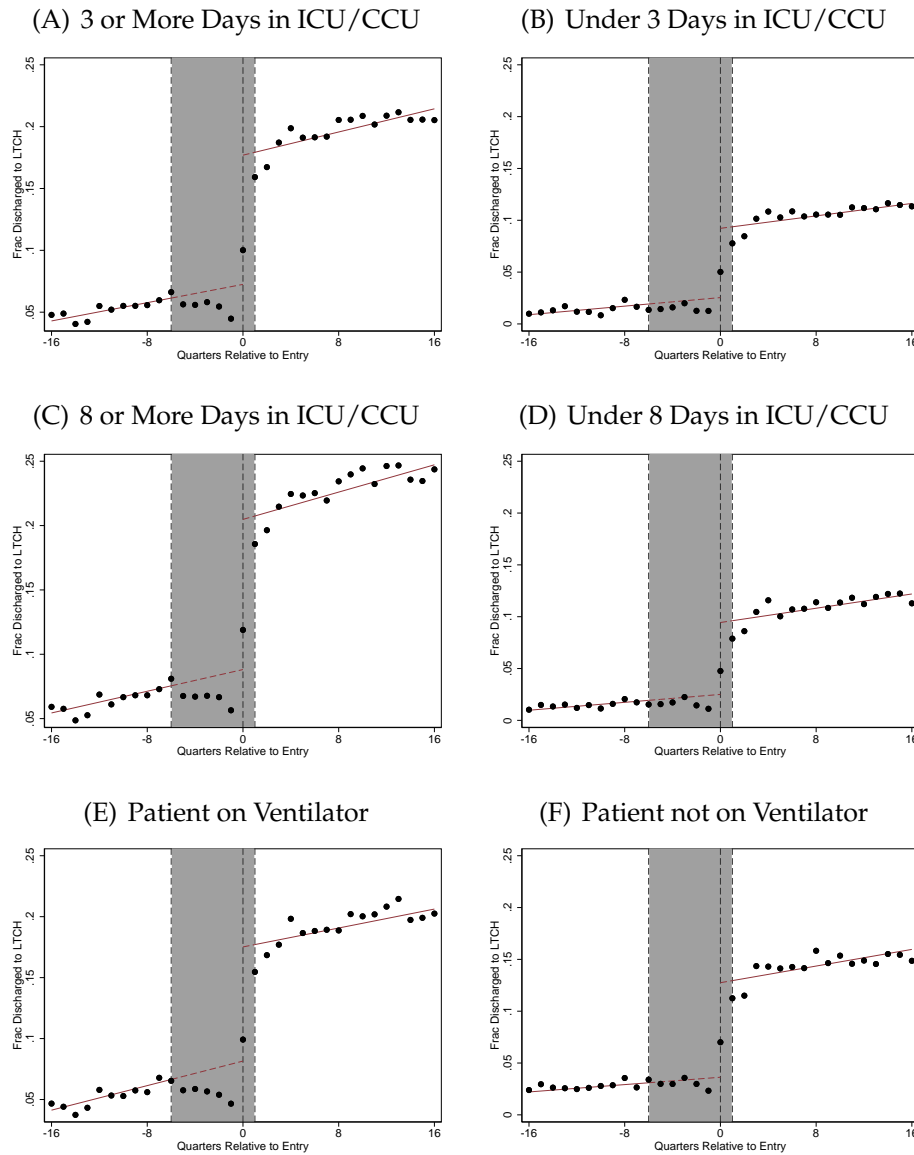 (A) 3 or More Days in ICU/CCU
Frac Discharged to LTCH
.05 .1 .15 .2 .25
-16 -8 0 8 16
Quarters Relative to Entry
(B) Under 3 Days in ICU/CCU
Frac Discharged to LTCH
0 .05 .1 .15 .2 .25
-16 -8 0 8 16
Quarters Relative to Entry
(C) 8 or More Days in ICU/CCU
Frac Discharged to LTCH
.05 .1 .15 .2 .25
-16 -8 0 8 16
Quarters Relative to Entry
(D) Under 8 Days in ICU/CCU
Frac Discharged to LTCH
0 .05 .1 .15 .2 .25
-16 -8 0 8 16
Quarters Relative to Entry
(E) Patient on Ventilator
Frac Discharged to LTCH
.05 .1 .15 .2 .25
-16 -8 0 8 16
Quarters Relative to Entry
(F) Patient not on Ventilator
Frac Discharged to LTCH
0 .05 .1 .15 .2 .25
-16 -8 0 8 16
Quarters Relative to Entry